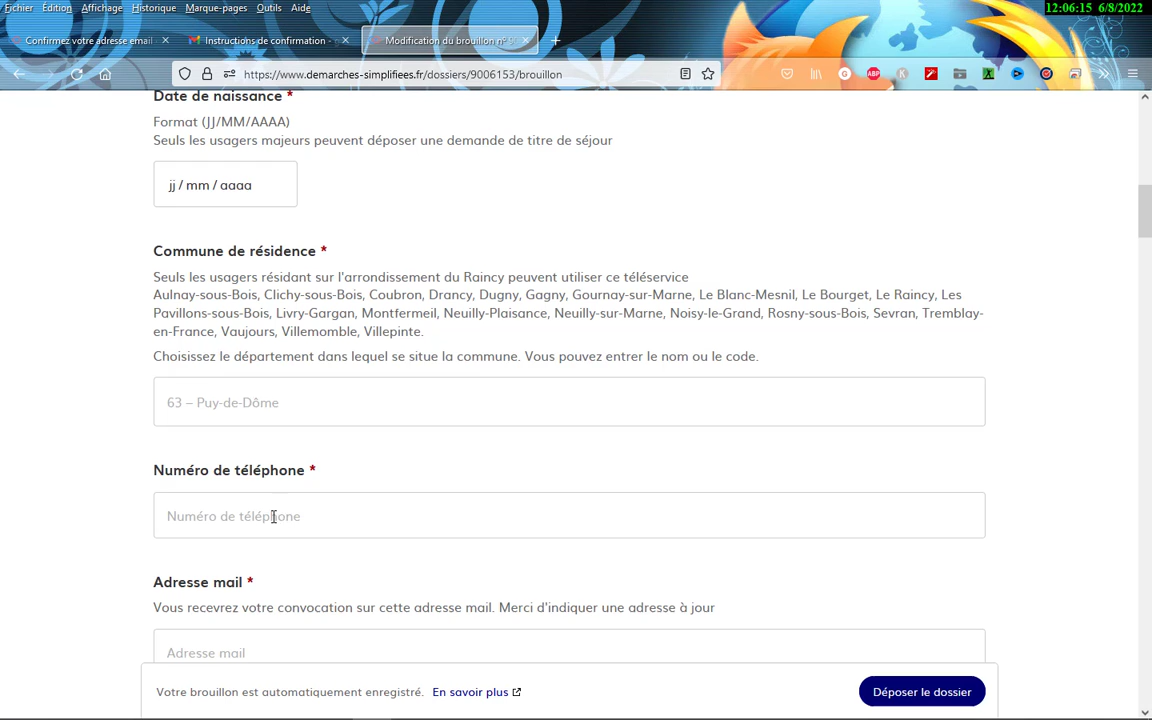 Fichier Édition Affichage Historique Marque-pages Outils Aide
12:06:15 6/8/2022
Confirmez votre adresse email
Instructions de confirmation -
Modification du brouillon n°
https://www.demarches-simplifiees.fr/dossiers/9006153/brouillon
ABP
Date de naissance *
Format (JJ/MM/AAAA)
Seuls les usagers majeurs peuvent déposer une demande de titre de séjour
jj / mm / aaaa
Commune de résidence *
Seuls les usagers résidant sur l'arrondissement du Raincy peuvent utiliser ce téléservice
Aulnay-sous-Bois, Clichy-sous-Bois, Coubron, Drancy, Dugny, Gagny, Gournay-sur-Marne, Le Blanc-Mesnil, Le Bourget, Le Raincy, Les
Pavillons-sous-Bois, Livry-Gargan, Montfermeil, Neuilly-Plaisance, Neuilly-sur-Marne, Noisy-le-Grand, Rosny-sous-Bois, Sevran, Tremblay-
en-France, Vaujours, Villemomble, Villepinte.
Choisissez le département dans lequel se situe la commune. Vous pouvez entrer le nom ou le code.
63 – Puy-de-Dôme
Numéro de téléphone *
Numéro de téléphone
Adresse mail *
Vous recevrez votre convocation sur cette adresse mail. Merci d'indiquer une adresse à jour
Adresse mail
Votre brouillon est automatiquement enregistré. En savoir plus
Déposer le dossier